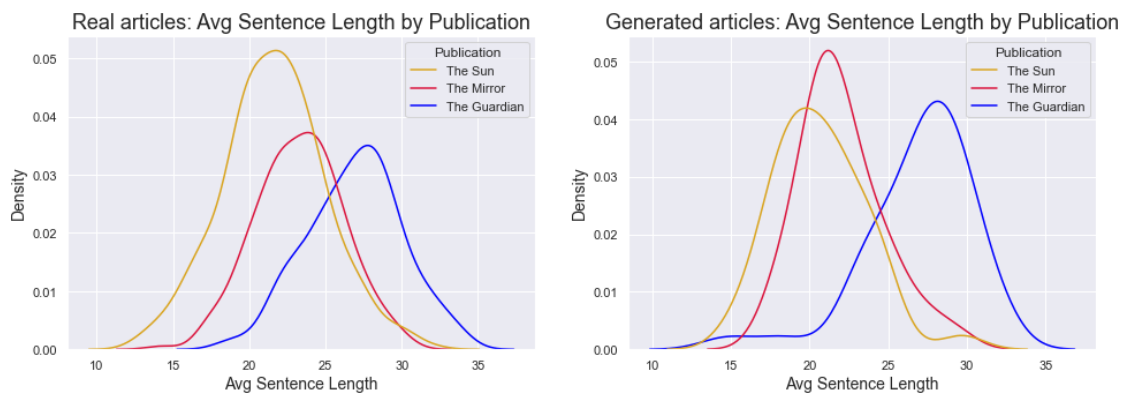 Real articles: Avg Sentence Length by Publication
Publication
The Sun
The Mirror
The Guardian
0.05
0.04
0.03
0.02
0.01
0.00
Density
10 15 20 25 30 35
Avg Sentence Length
Generated articles: Avg Sentence Length by Publication
Publication
The Sun
The Mirror
The Guardian
0.05
0.04
0.03
0.02
0.01
0.00
Density
10 15 20 25 30 35
Avg Sentence Length